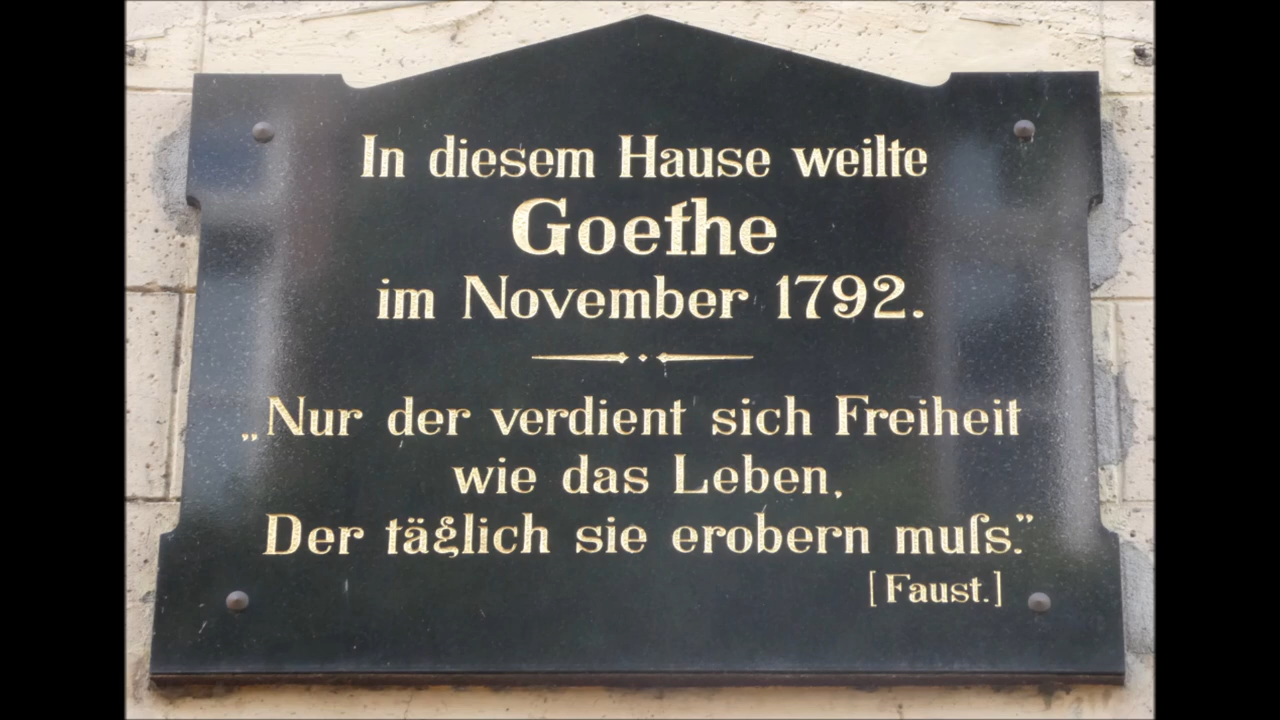 In diesem Hause weilte
Goethe
im November 1792.
„Nur der verdient sich Freiheit
wie das Leben,
Der täglich sie erobern muſs.”
[Faust.]